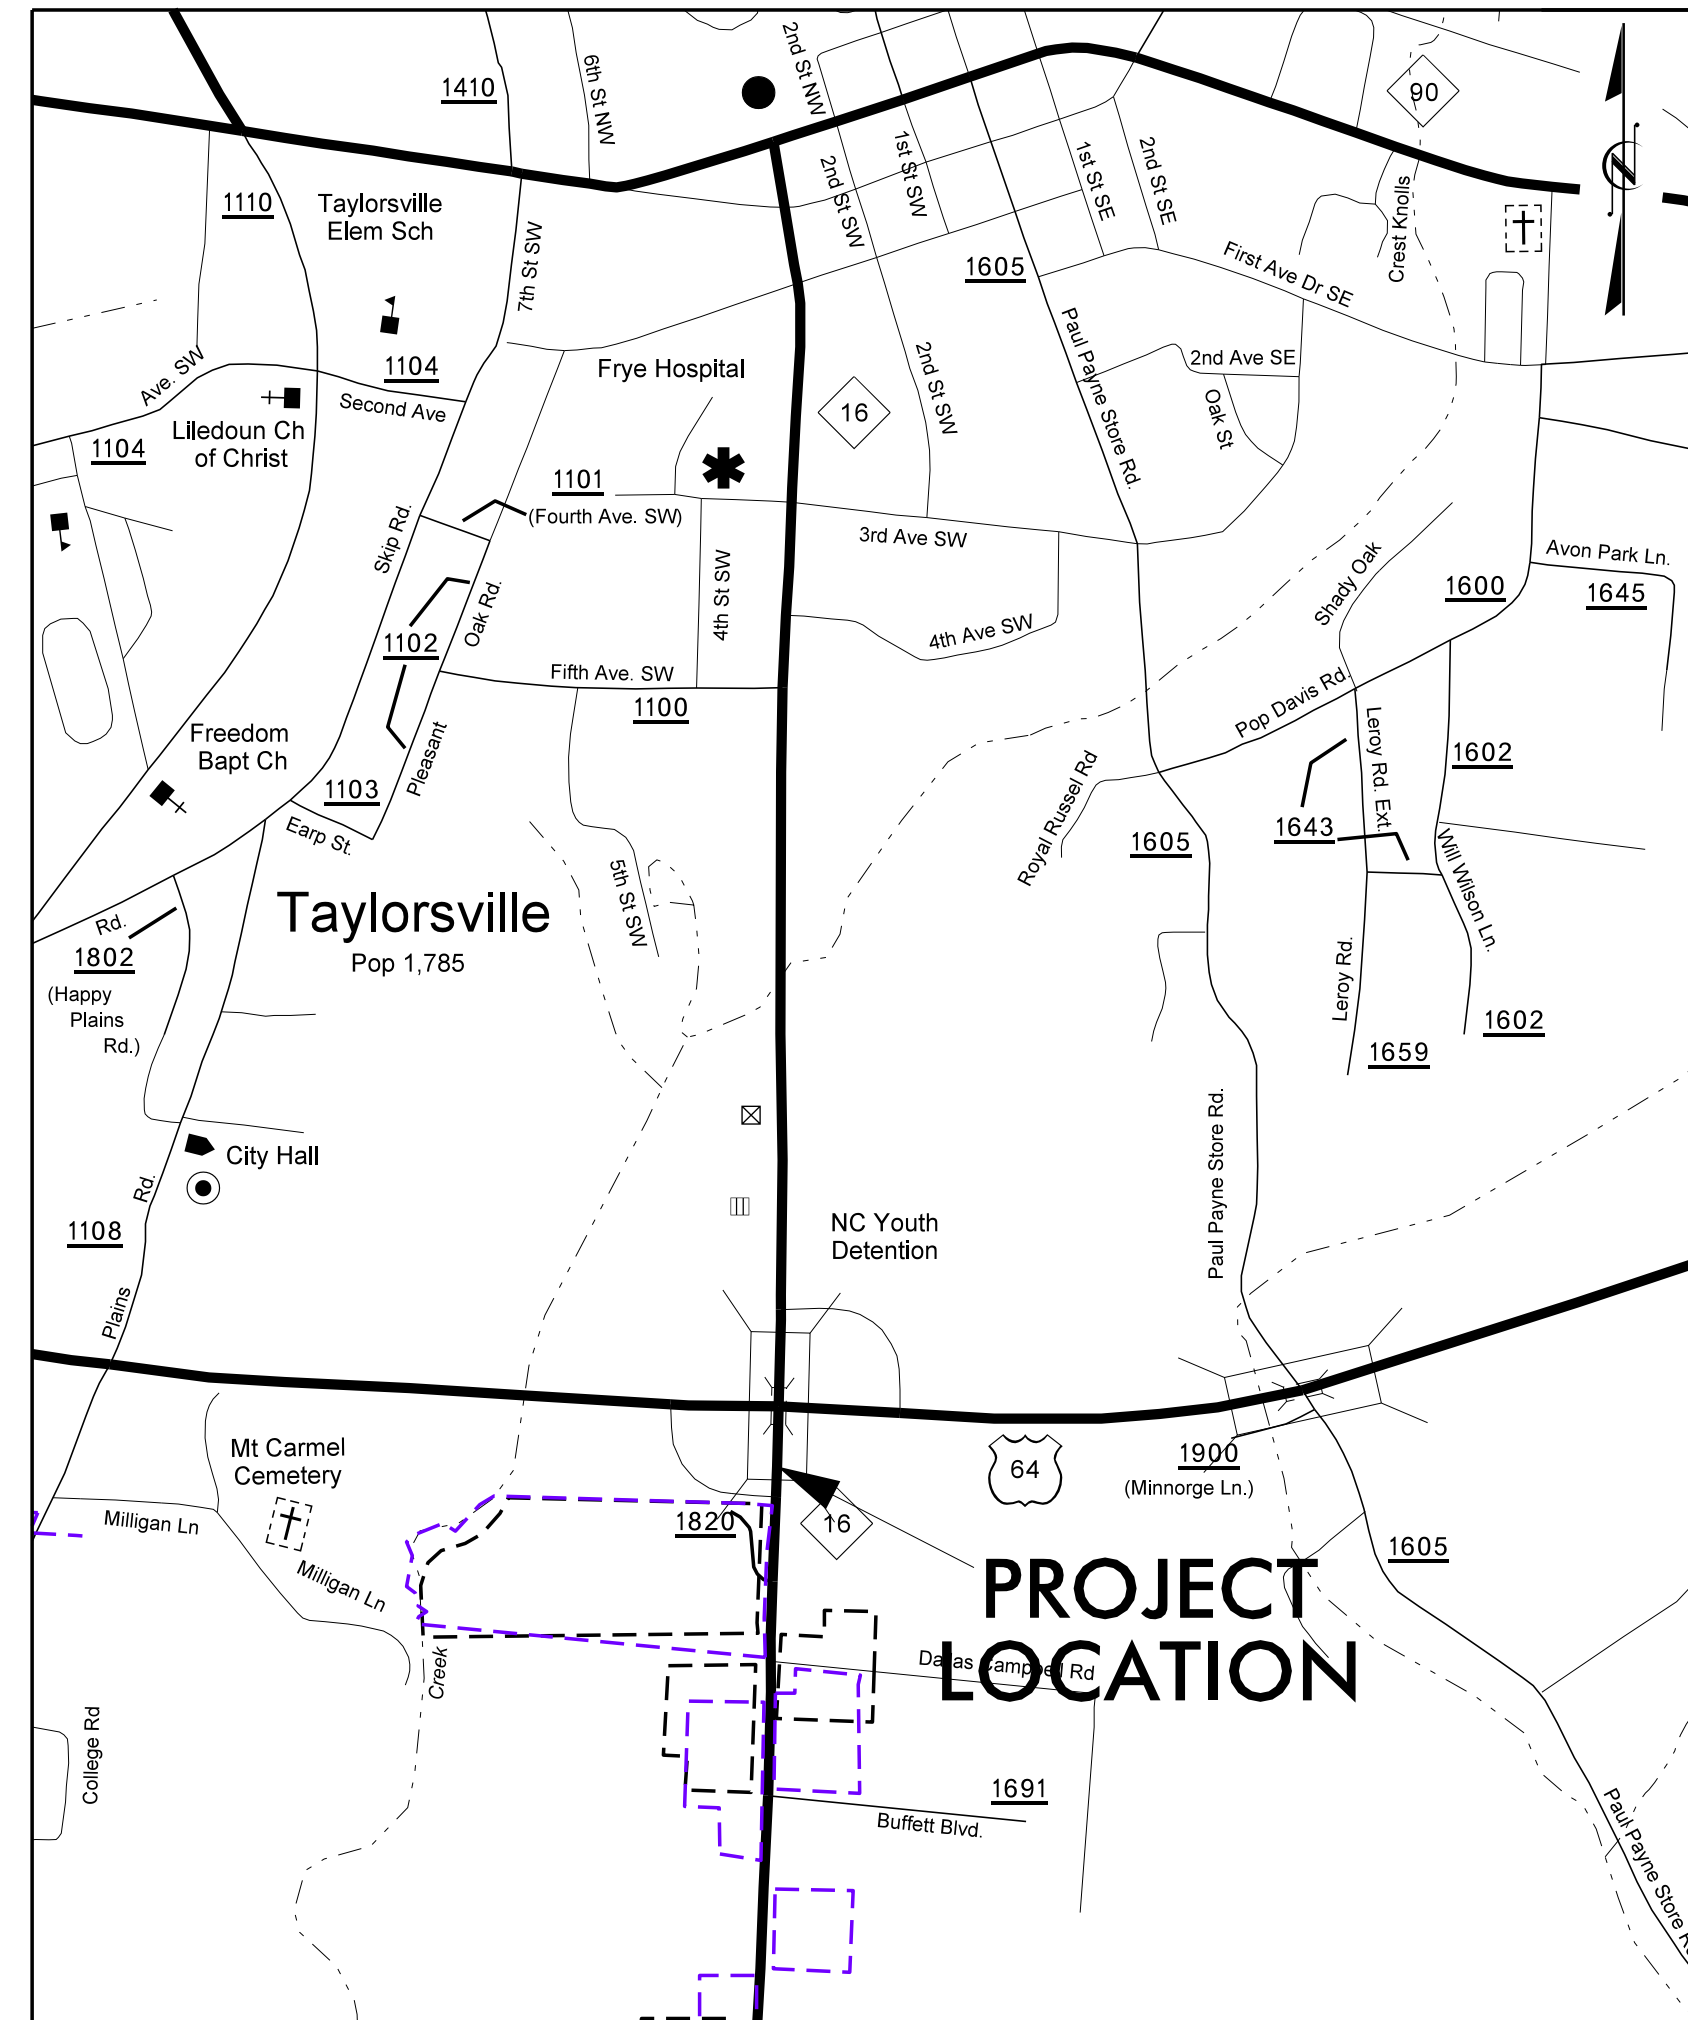 1410
6th St NW
2nd St NW
90
1110
Taylorsville
Elem Sch
7th St SW
2nd St SW
1st St SW
1st St SE
2nd St SE
Crest Knolls
1605
First Ave Dr SE
N
Ave. SW
1104
Second Ave
Frye Hospital
16
2nd St SW
Paul Payne Store Rd.
2nd Ave SE
Oak St
1104
Liledoun Ch
of Christ
1101
(Fourth Ave. SW)
Skip Rd.
3rd Ave SW
4th St SW
Oak Rd.
1102
4th Ave SW
Shady Oak
1600
Avon Park Ln.
1645
Fifth Ave. SW
1100
Freedom
Bapt Ch
Pleasant
1103
Earp St.
Pop Davis Rd.
Leroy Rd. Ext.
1602
Royal Russel Rd
1605
1643
Will Wilson Ln.
Taylorsville
Pop 1,785
5th St SW
Rd.
1802
(Happy
Plains
Rd.)
Leroy Rd.
1602
1659
City Hall
Rd.
1108
Plains
NC Youth
Detention
Paul Payne Store Rd.
Mt Carmel
Cemetery
Milligan Ln
Milligan Ln
1820
16
64
1900
(Minnorge Ln.)
1605
PROJECT
LOCATION
Dallas Campbell Rd
Creek
College Rd
1691
Buffett Blvd.
Paul Payne Store Rd